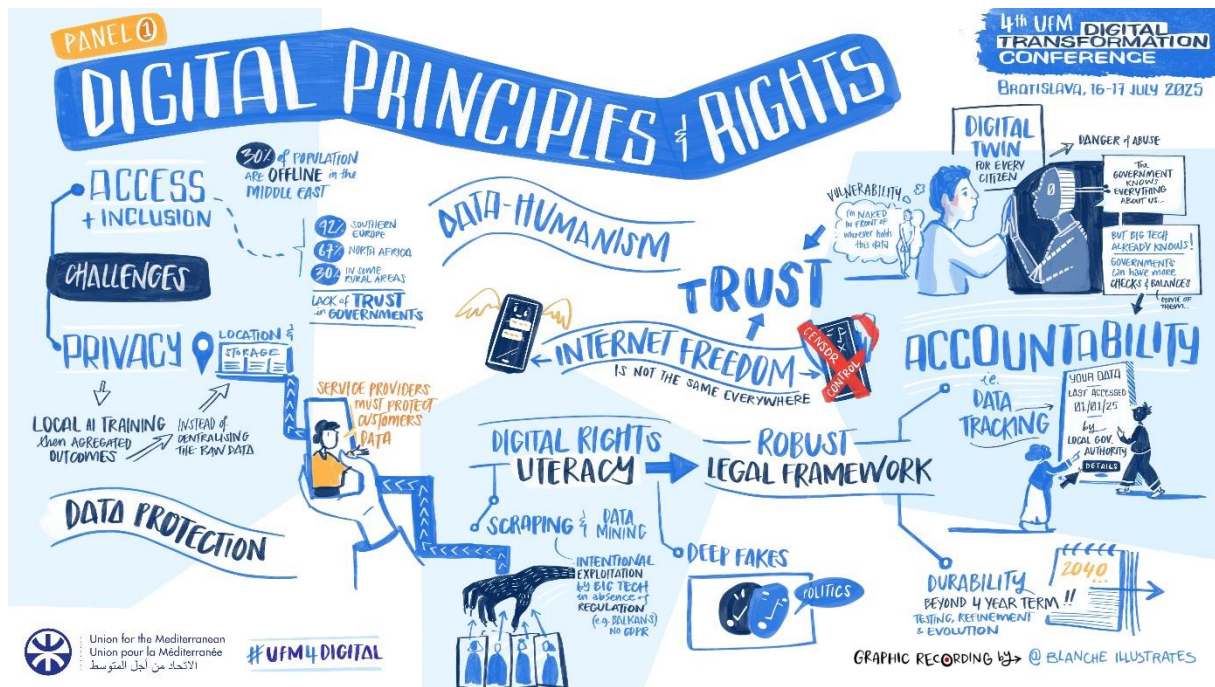 PANEL 1
DIGITAL PRINCIPLES & RIGHTS
4th UfM DIGITAL
TRANSFORMATION
CONFERENCE
BRATISLAVA, 16-17 JULY 2025
ACCESS
+ INCLUSION
30% of POPULATION
ARE OFFLINE in the
MIDDLE EAST
92% SOUTHERN
EUROPE
67% NORTH AFRICA
30% IN SOME
RURAL AREAS
LACK of TRUST
in GOVERNMENTS
CHALLENGES
PRIVACY
LOCATION &
STORAGE
LOCAL AI TRAINING
then AGREGATED
OUTCOMES
INSTEAD OF
CENTRALISING
THE RAW DATA
SERVICE PROVIDERS
MUST PROTECT
CUSTOMERS
DATA
DATA PROTECTION
DATA-HUMANISM
TRUST
INTERNET FREEDOM
IS NOT THE SAME EVERYWHERE
CENSOR
CONTROL
DIGITAL RIGHTS
LITERACY
ROBUST
LEGAL FRAMEWORK
SCRAPING & DATA
MINING
INTENTIONAL
EXPLOITATION
by BIG TECH
in absence of
REGULATION
(e.g. BALKANS)
NO GDPR
DEEP FAKES
POLITICS
DIGITAL
TWIN
FOR EVERY
CITIZEN
DANGER of ABUSE
VULNERABILITY
I'M NAKED
IN FRONT OF
whoever holds
this data
The
GOVERNMENT
KNOWS
EVERYTHING
ABOUT US...
BUT BIG TECH
ALREADY KNOWS!
GOVERNMENTS
can have more
CHECKS & BALANCES
(SOME OF
THEM...
ACCOUNTABILITY
i.e.
DATA
TRACKING
YOUR DATA
LAST ACCESSED
01/01/25
by
LOCAL GOV.
AUTHORITY
DETAILS
DURABILITY
BEYOND 4 YEAR TERM !!
TESTING, REFINEMENT
& EVOLUTION
2040
Union for the Mediterranean
Union pour la Méditerranée
الاتحاد من أجل المتوسط
#UFM4DIGITAL
GRAPHIC RECORDING by → @ BLANCHE ILLUSTRATES